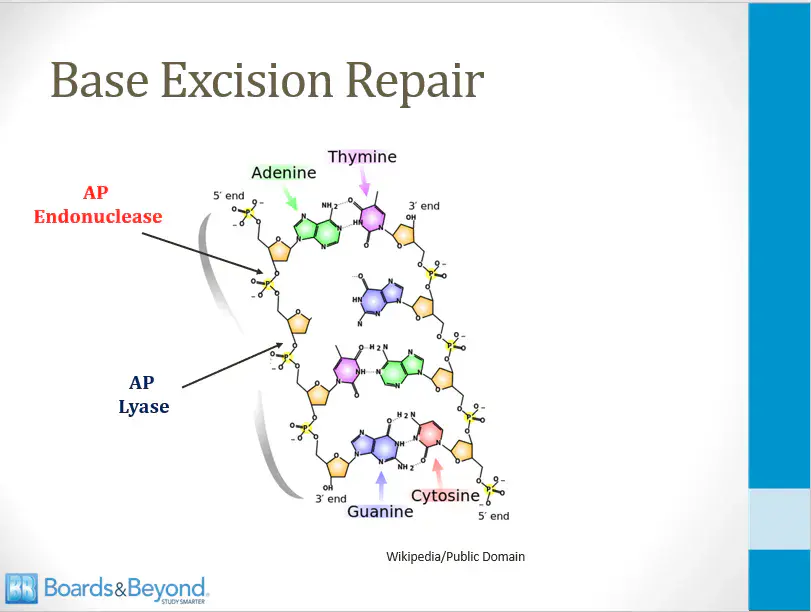 Base Excision Repair
Thymine
Adenine
AP
Endonuclease
5′ end
3′ end
AP
Lyase
3′ end
Guanine
Cytosine
5′ end
Wikipedia/Public Domain
BB Boards&Beyond
STUDY SMARTER